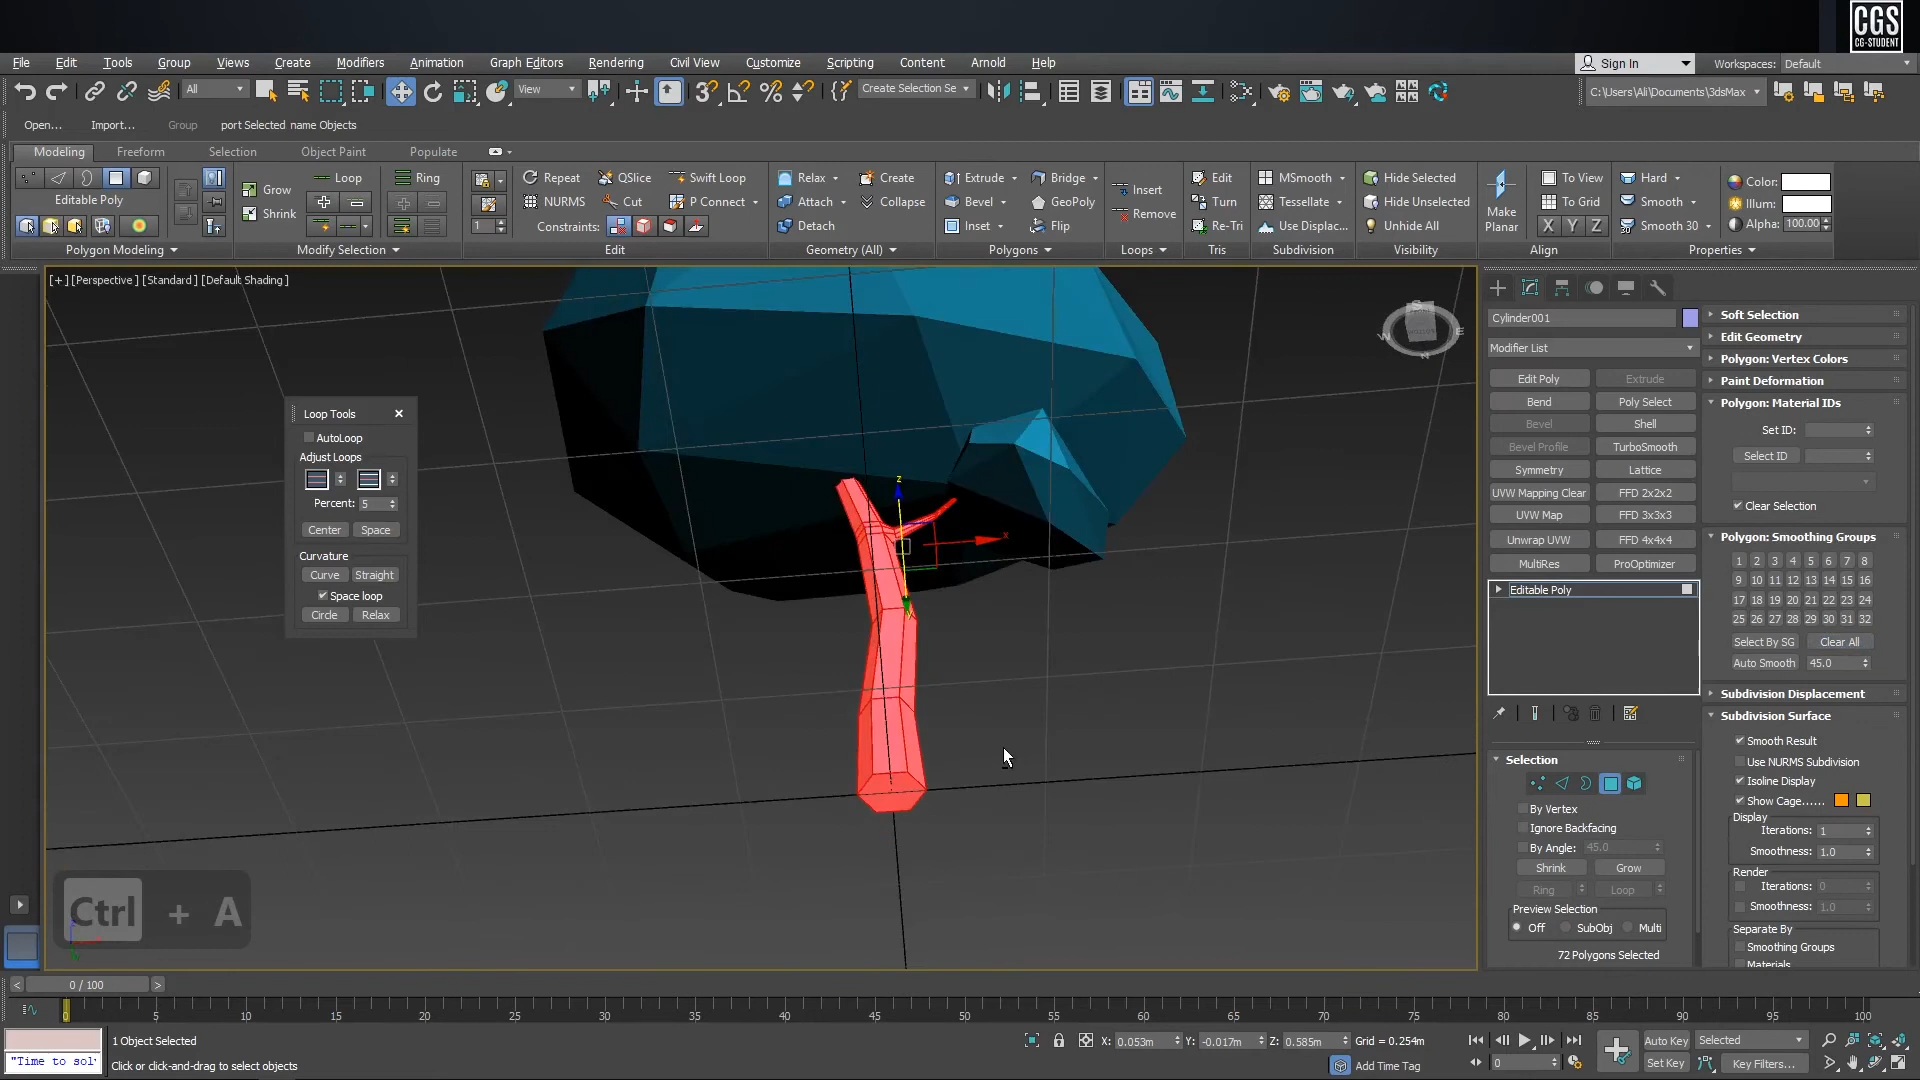 CGS
CG-STUDENT
File Edit Tools Group Views Create Modifiers Animation Graph Editors Rendering Civil View Customize Scripting Content Arnold Help Sign In Workspaces: Default
All View Create Selection Se C:\Users\Ali\Documents\3dsMax
Open... Import... Group port Selected name Objects
Modeling Freeform Selection Object Paint Populate
Loop Ring Repeat QSlice Swift Loop Relax Create Extrude Bridge Edit MSmooth Hide Selected To View Hard Color:
Grow Insert
Editable Poly NURMS Cut P Connect Attach Collapse Bevel GeoPoly Turn Tessellate Hide Unselected Make Planar To Grid Smooth Illum:
Shrink Remove
1 Constraints: Detach Inset Flip Re-Tri Use Displac... Unhide All X Y Z Smooth 30 Alpha: 100.00
Polygon Modeling Modify Selection Edit Geometry (All) Polygons Loops Tris Subdivision Visibility Align Properties
[+] [Perspective] [Standard] [Default Shading]
Loop Tools
AutoLoop
Adjust Loops
Percent: 5
Center Space
Curvature
Curve Straight
Space loop
Circle Relax
z
x
Ctrl + A
Cylinder001
Modifier List
Edit Poly Extrude
Bend Poly Select
Bevel Shell
Bevel Profile TurboSmooth
Symmetry Lattice
UVW Mapping Clear FFD 2x2x2
UVW Map FFD 3x3x3
Unwrap UVW FFD 4x4x4
MultiRes ProOptimizer
Editable Poly
Selection
By Vertex
Ignore Backfacing
By Angle: 45.0
Shrink Grow
Ring Loop
Preview Selection
Off SubObj Multi
72 Polygons Selected
Soft Selection
Edit Geometry
Polygon: Vertex Colors
Paint Deformation
Polygon: Material IDs
Set ID:
Select ID
Clear Selection
Polygon: Smoothing Groups
1 2 3 4 5 6 7 8
9 10 11 12 13 14 15 16
17 18 19 20 21 22 23 24
25 26 27 28 29 30 31 32
Select By SG Clear All
Auto Smooth 45.0
Subdivision Displacement
Subdivision Surface
Smooth Result
Use NURMS Subdivision
Isoline Display
Show Cage......
Display
Iterations: 1
Smoothness: 1.0
Render
Iterations: 0
Smoothness: 1.0
Separate By
Smoothing Groups
Materials
< 0 / 100 >
0 5 10 15 20 25 30 35 40 45 50 55 60 65 70 75 80 85 90 95 100
1 Object Selected X: 0.053m Y: -0.017m Z: 0.585m Grid = 0.254m Auto Key Selected
"Time to solv Click or click-and-drag to select objects Add Time Tag 0 Set Key Key Filters...